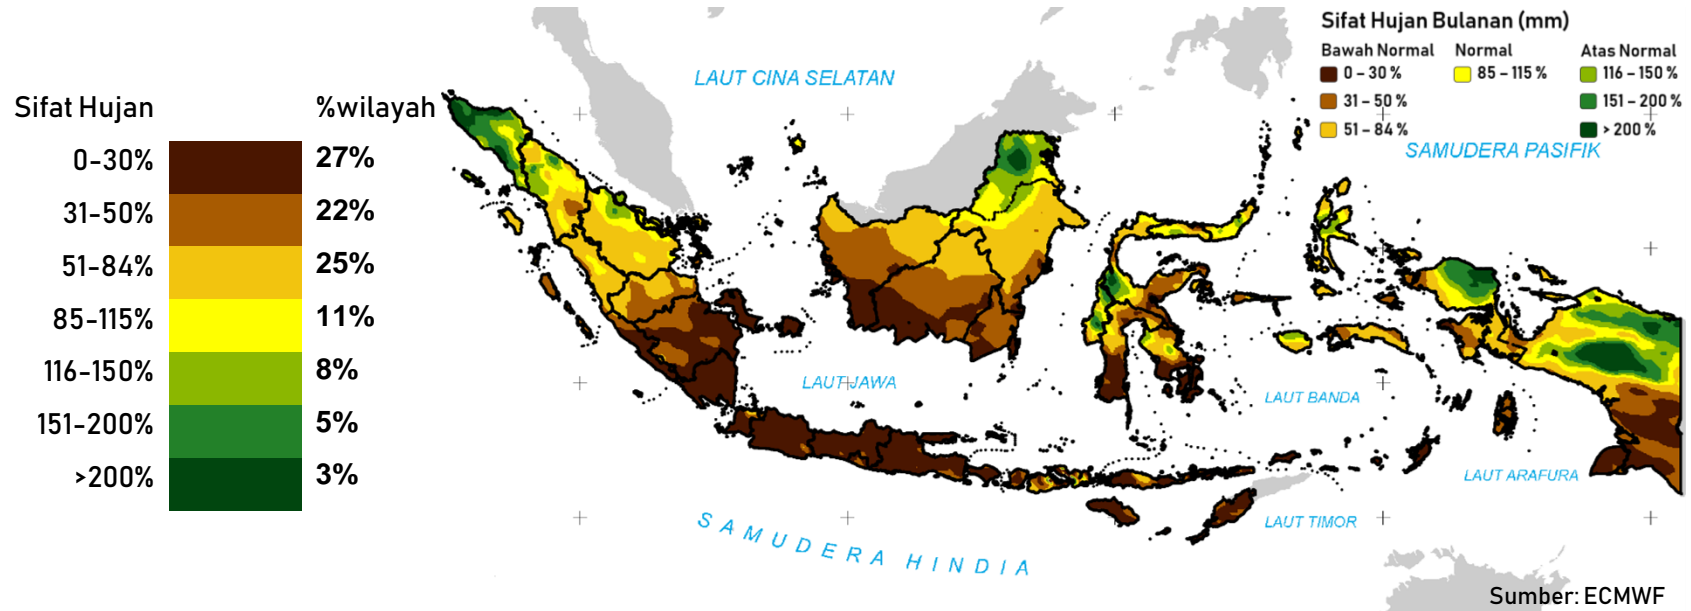 Sifat Hujan %wilayah
0-30% 27%
31-50% 22%
51-84% 25%
85-115% 11%
116-150% 8%
151-200% 5%
>200% 3%
LAUT CINA SELATAN
Sifat Hujan Bulanan (mm)
Bawah Normal Normal Atas Normal
0 – 30 % 85 – 115 % 116 – 150 %
31 – 50 % 151 – 200 %
51 – 84 % > 200 %
SAMUDERA PASIFIK
LAUT JAWA
LAUT BANDA
LAUT ARAFURA
LAUT TIMOR
SAMUDERA HINDIA
Sumber: ECMWF